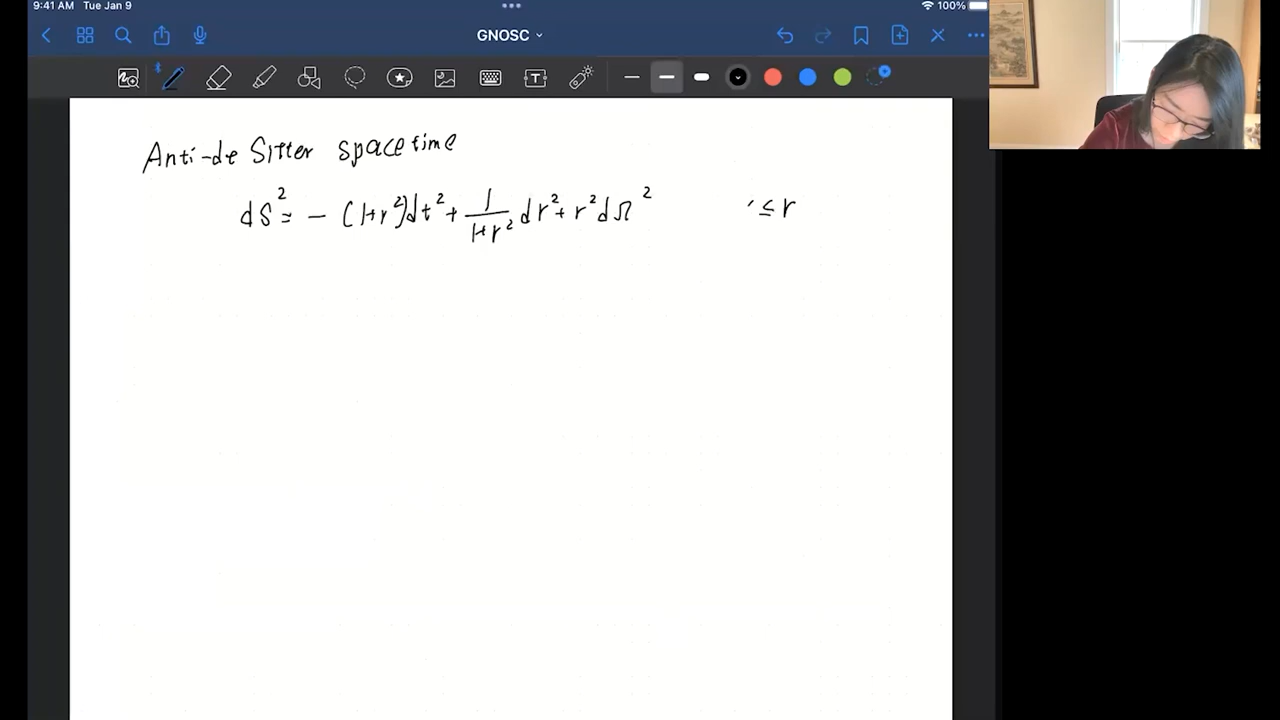 9:41 AM Tue Jan 9
100%
GNOSC
Anti-de Sitter spacetime
dS² = - (1+r²)dt² + 1/(1+r²) dr² + r²dΩ² ≤ r